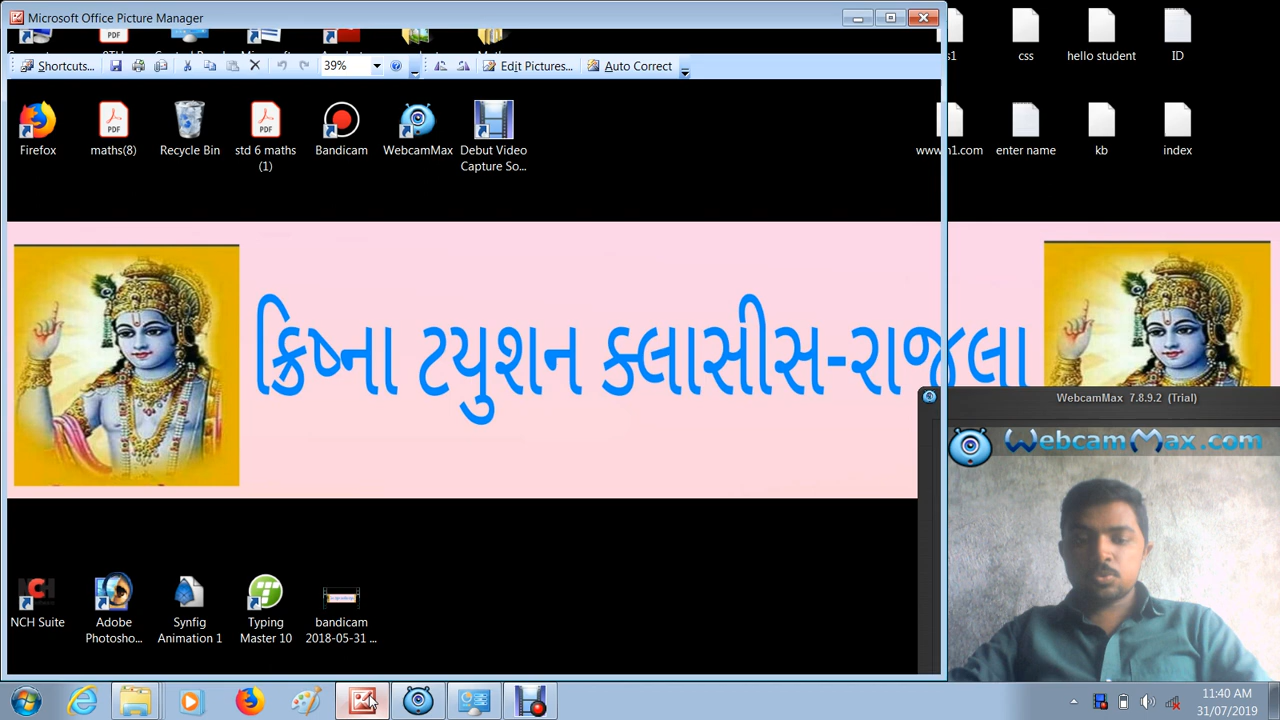 Microsoft Office Picture Manager
Shortcuts...
39%
Edit Pictures...
Auto Correct
css
hello student
ID
Firefox
maths(8)
Recycle Bin
std 6 maths
(1)
Bandicam
WebcamMax
Debut Video
Capture So...
enter name
kb
index
ક્રિષ્ના ટયુશન ક્લાસીસ-રાજુલા
WebcamMax 7.8.9.2 (Trial)
WebcamMax.com
NCH Suite
Adobe
Photosho...
Synfig
Animation 1
Typing
Master 10
bandicam
2018-05-31 ...
11:40 AM
31/07/2019